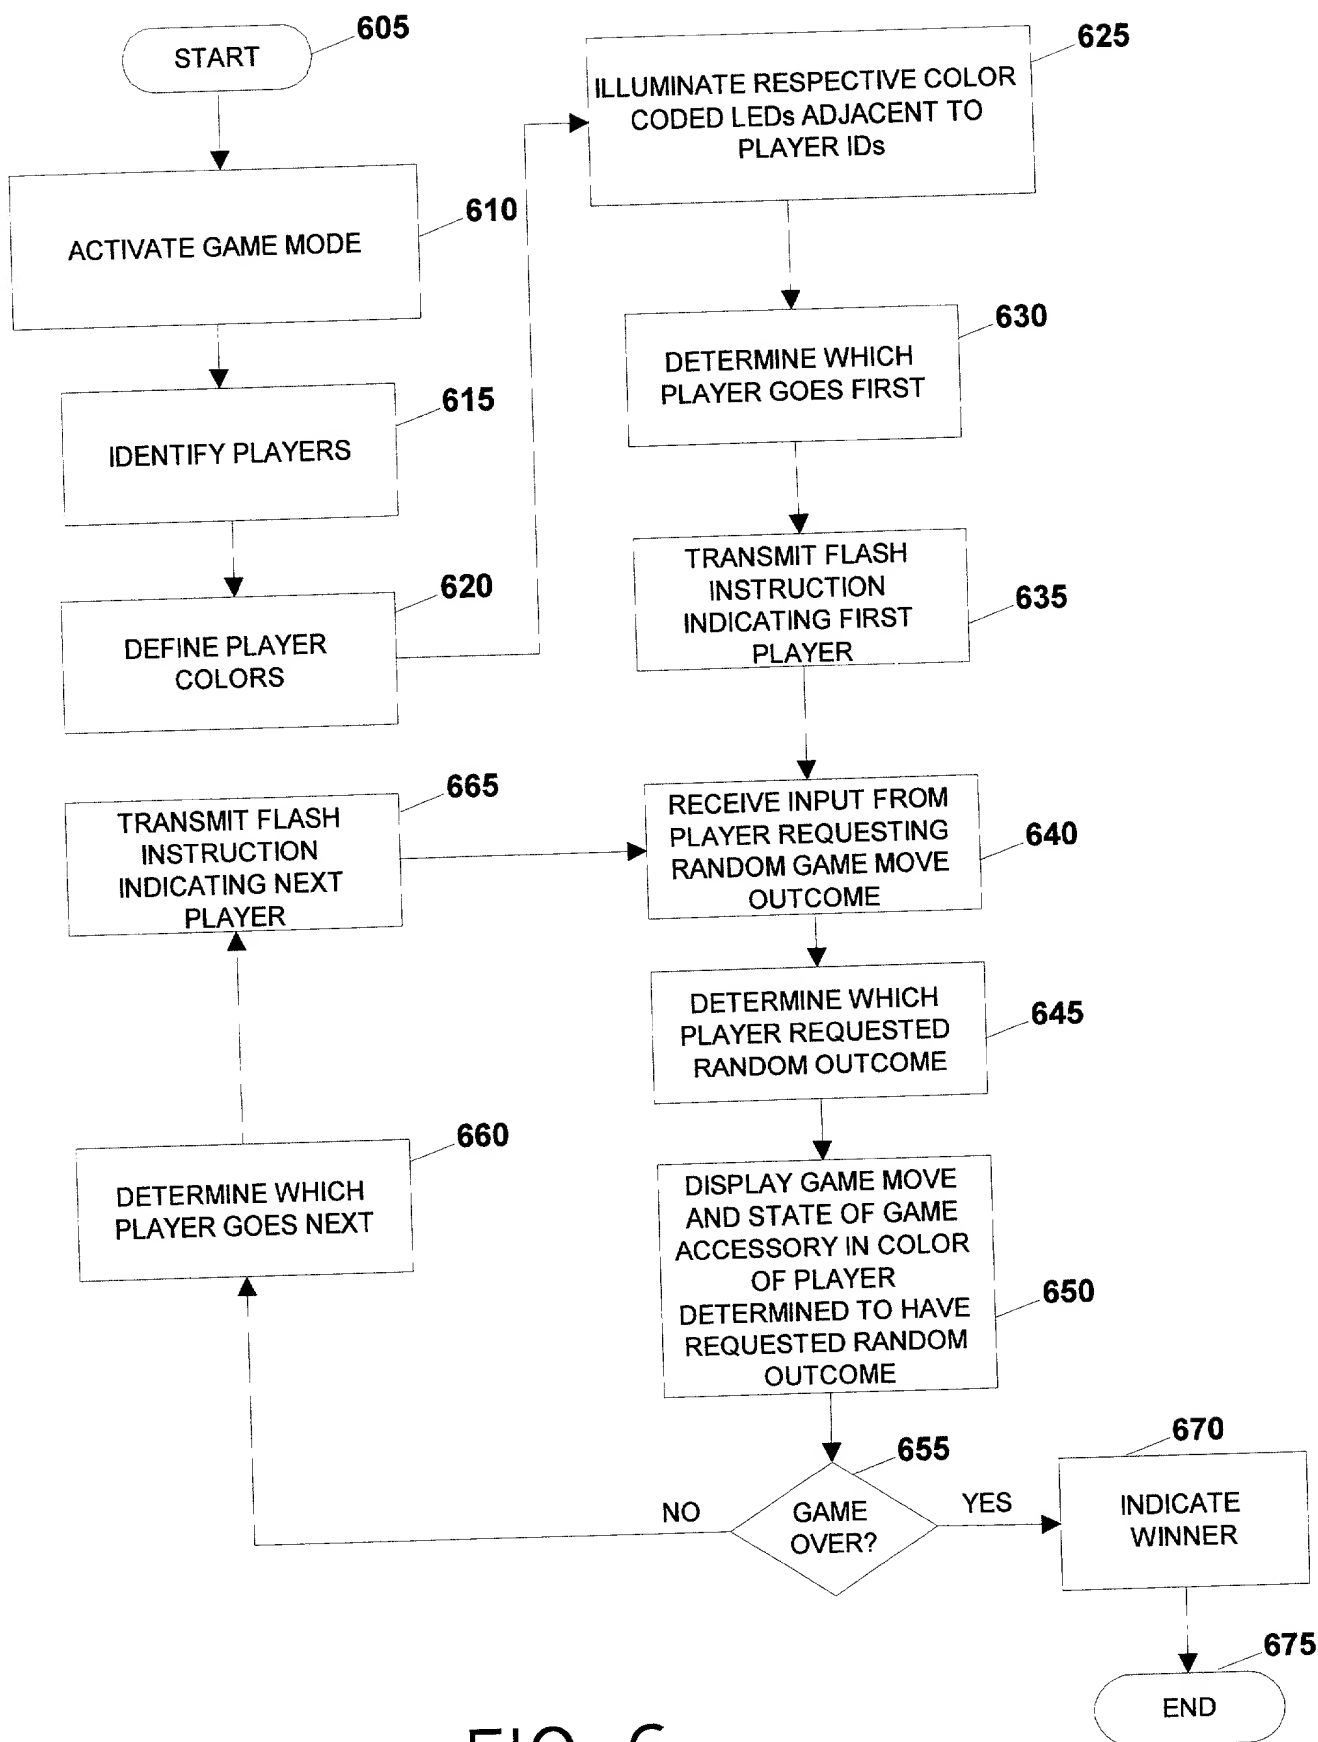 START
605
ACTIVATE GAME MODE
610
IDENTIFY PLAYERS
615
DEFINE PLAYER
COLORS
620
ILLUMINATE RESPECTIVE COLOR
CODED LEDs ADJACENT TO
PLAYER IDs
625
DETERMINE WHICH
PLAYER GOES FIRST
630
TRANSMIT FLASH
INSTRUCTION
INDICATING FIRST
PLAYER
635
RECEIVE INPUT FROM
PLAYER REQUESTING
RANDOM GAME MOVE
OUTCOME
640
DETERMINE WHICH
PLAYER REQUESTED
RANDOM OUTCOME
645
DISPLAY GAME MOVE
AND STATE OF GAME
ACCESSORY IN COLOR
OF PLAYER
DETERMINED TO HAVE
REQUESTED RANDOM
OUTCOME
650
GAME
OVER?
655
NO
YES
DETERMINE WHICH
PLAYER GOES NEXT
660
TRANSMIT FLASH
INSTRUCTION
INDICATING NEXT
PLAYER
665
INDICATE
WINNER
670
END
675